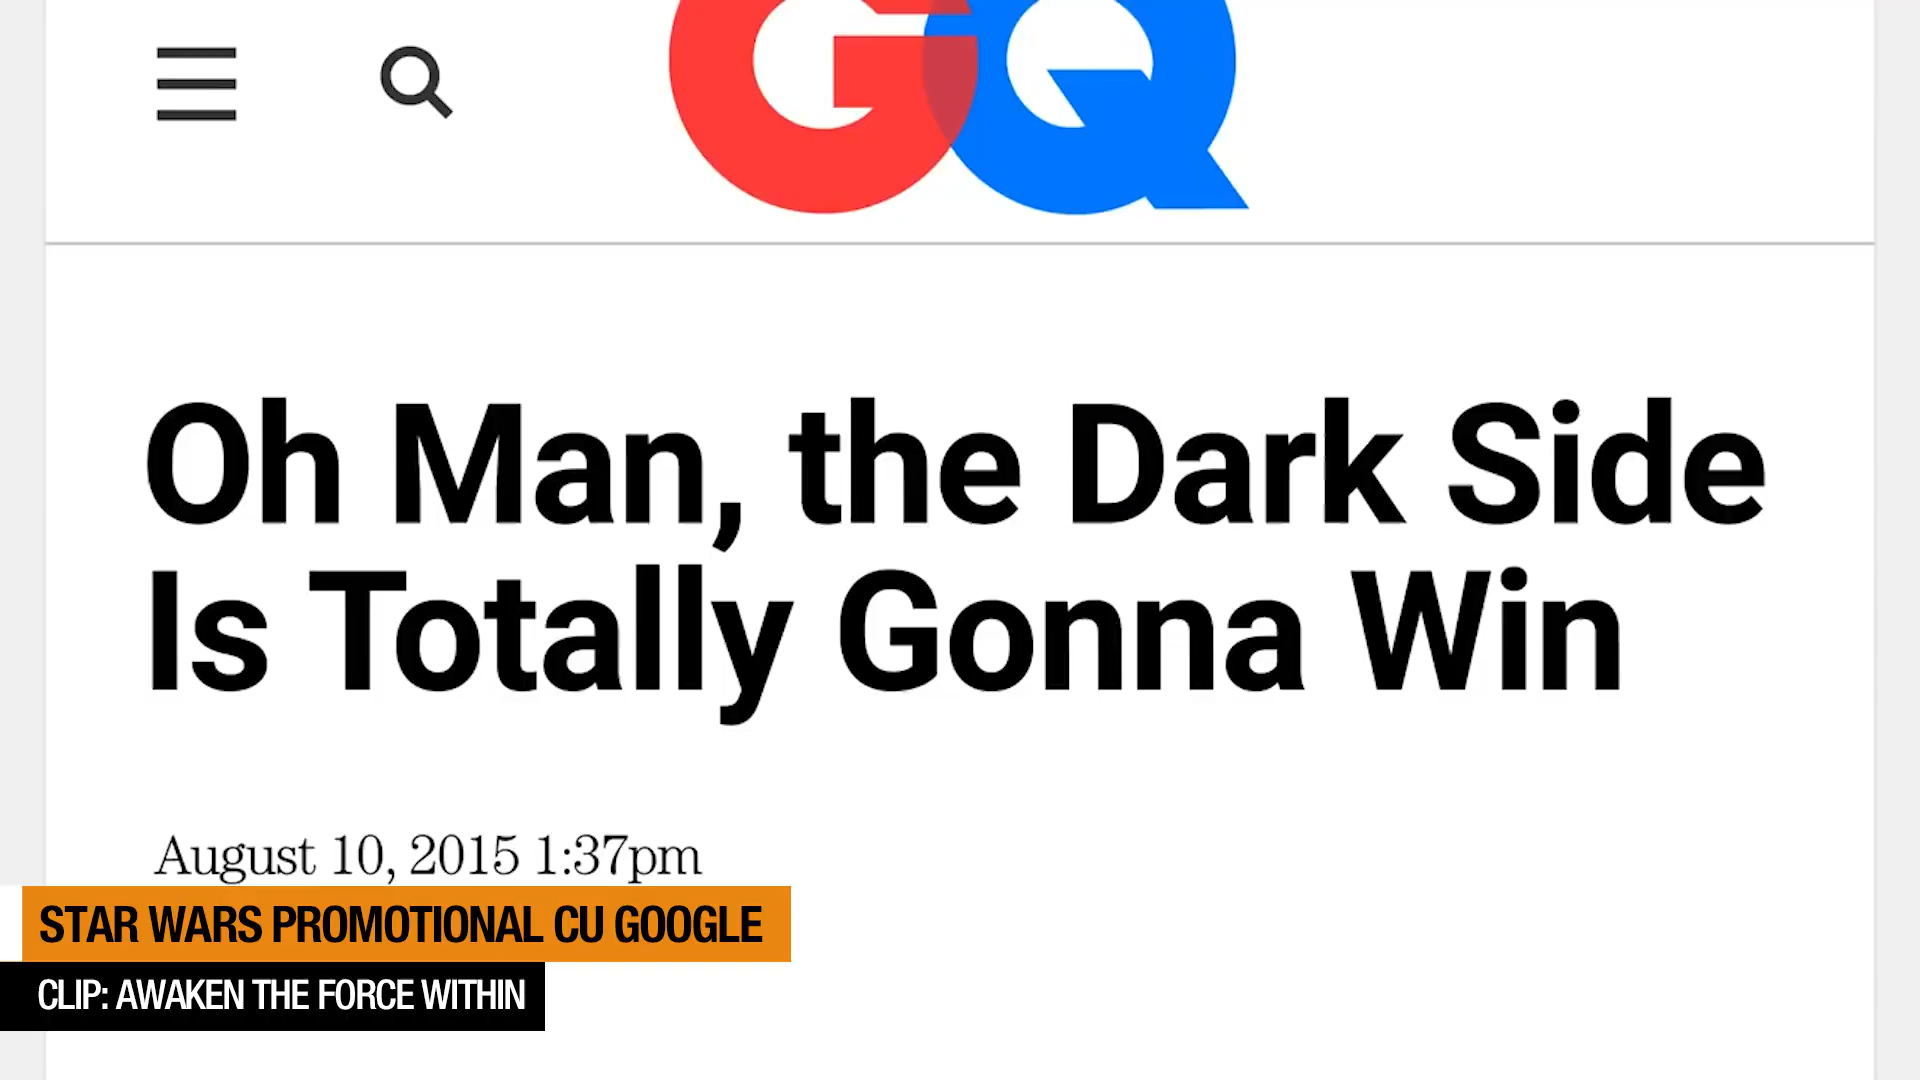 GQ
Oh Man, the Dark Side
Is Totally Gonna Win
August 10, 2015 1:37pm
STAR WARS PROMOTIONAL CU GOOGLE
CLIP: AWAKEN THE FORCE WITHIN